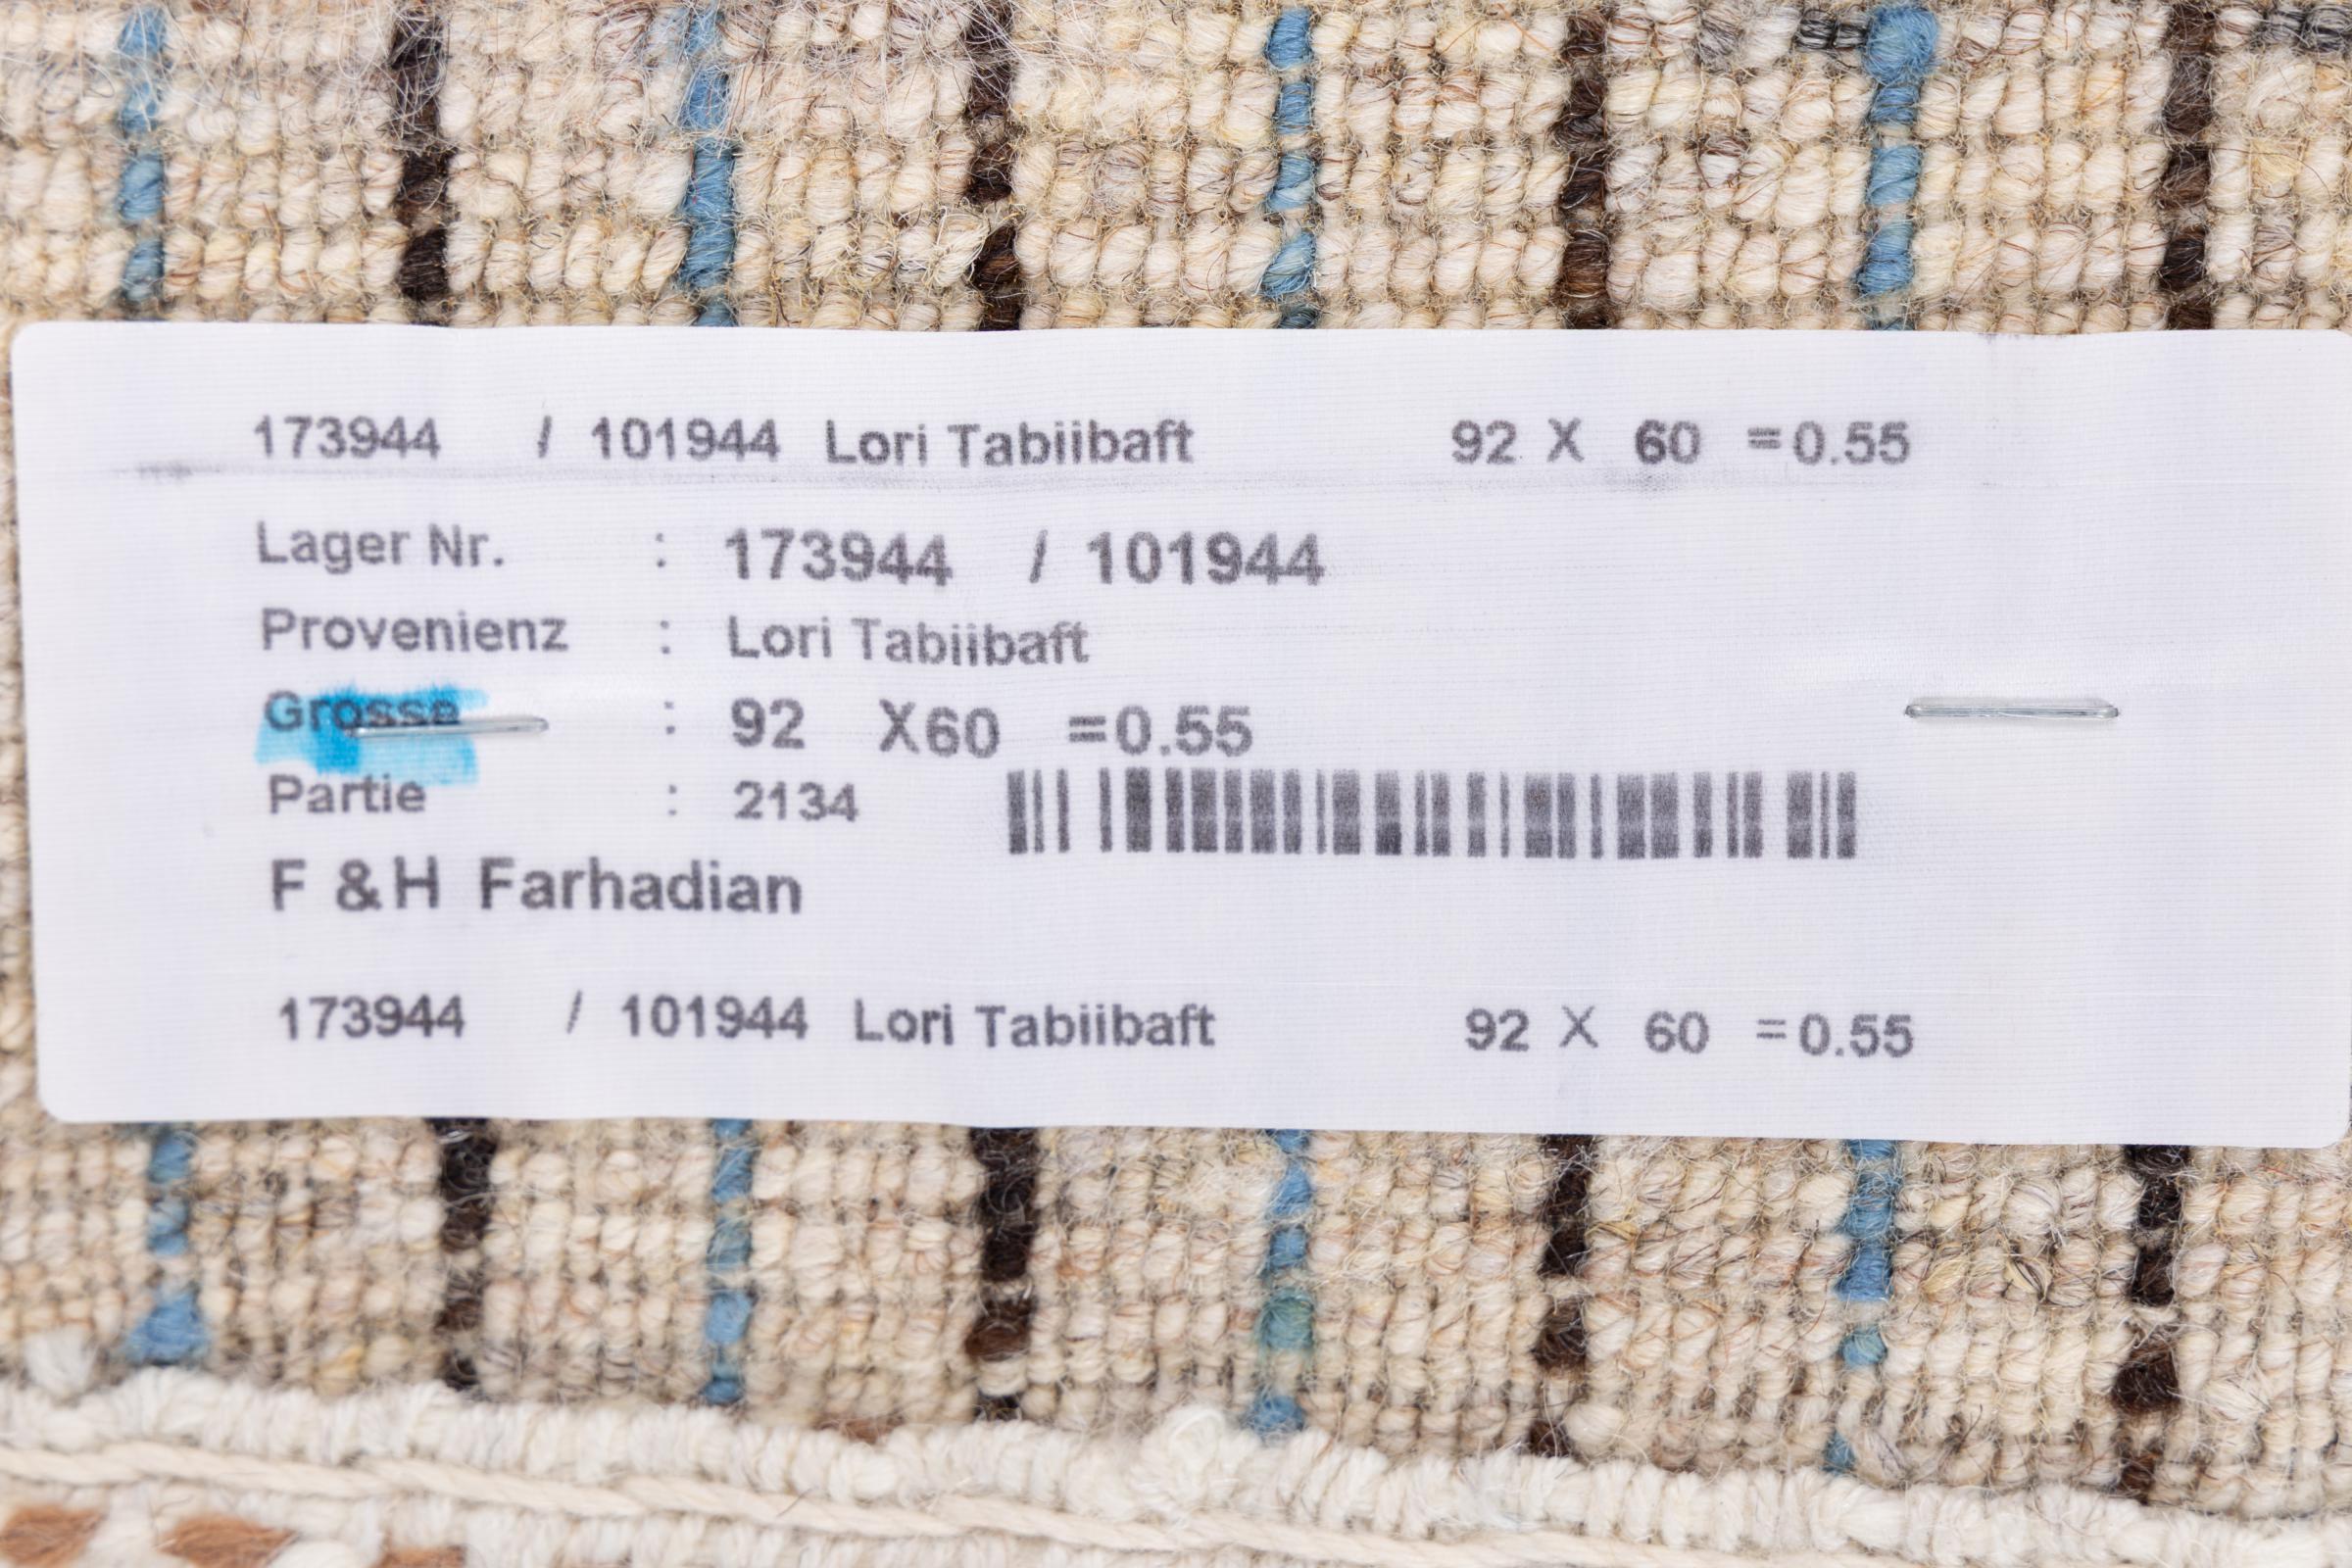 173944 / 101944 Lori Tabiibaft 92 X 60 =0.55
Lager Nr. : 173944 / 101944
Provenienz : Lori Tabiibaft
Grosse : 92 X60 =0.55
Partie : 2134
F & H Farhadian
173944 / 101944 Lori Tabiibaft 92 X 60 =0.55